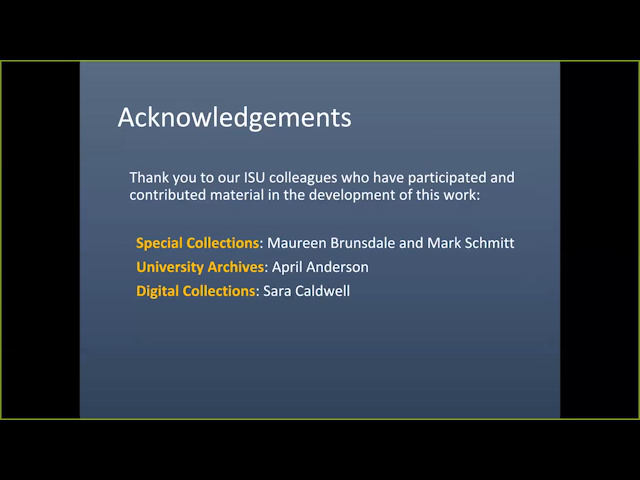 Acknowledgements
Thank you to our ISU colleagues who have participated and
contributed material in the development of this work:
Special Collections: Maureen Brunsdale and Mark Schmitt
University Archives: April Anderson
Digital Collections: Sara Caldwell